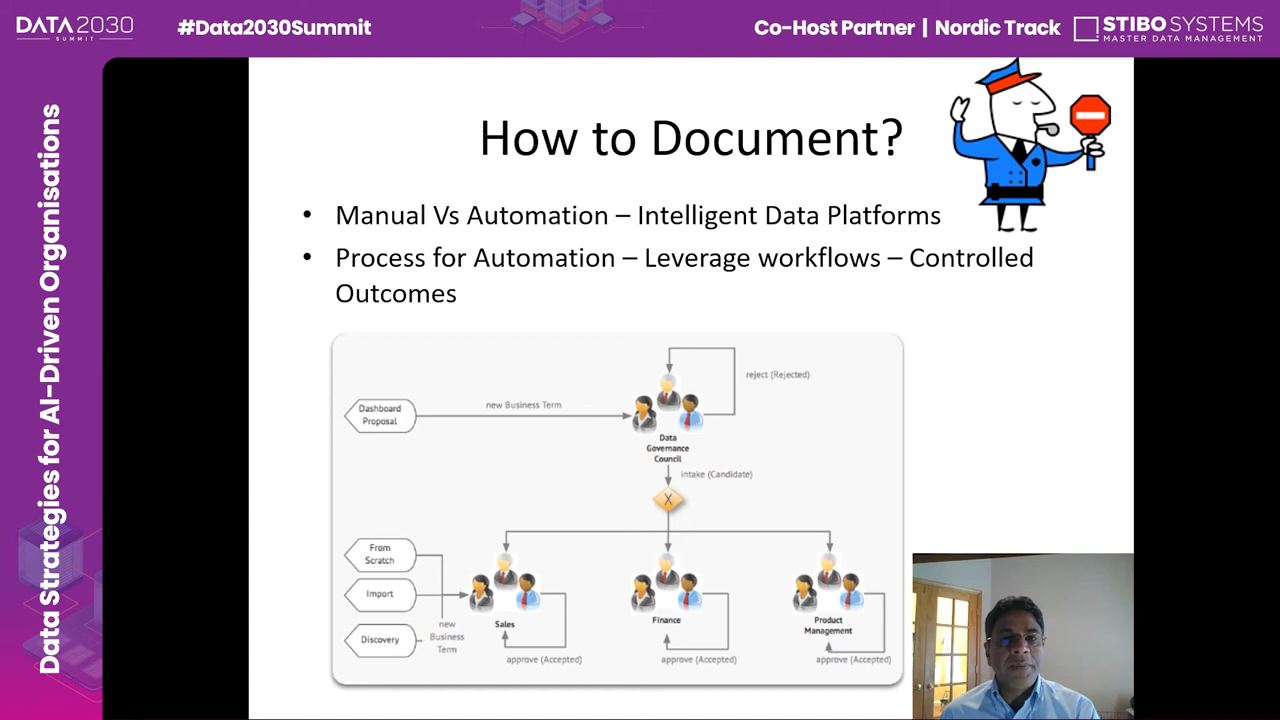 DATA2030
SUMMIT
#Data2030Summit
Co-Host Partner | Nordic Track
STIBO SYSTEMS
MASTER DATA MANAGEMENT
Data Strategies for AI-Driven Organisations
How to Document?
• Manual Vs Automation – Intelligent Data Platforms
• Process for Automation – Leverage workflows – Controlled
Outcomes
reject (Rejected)
Dashboard
Proposal
new Business Term
Data
Governance
Council
intake (Candidate)
X
From
Scratch
Import
Discovery
new
Business
Term
Sales
Finance
Product
Management
approve (Accepted)
approve (Accepted)
approve (Accepted)